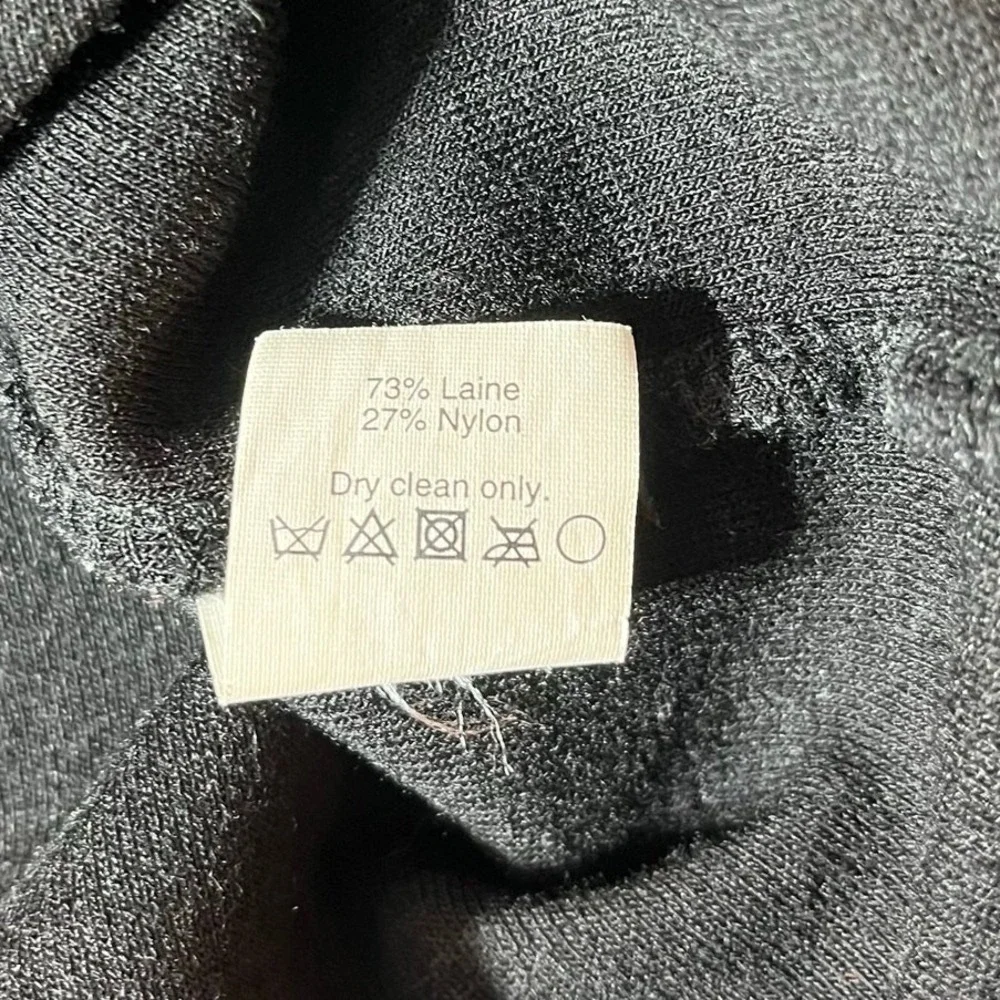 73% Laine
27% Nylon
Dry clean only.